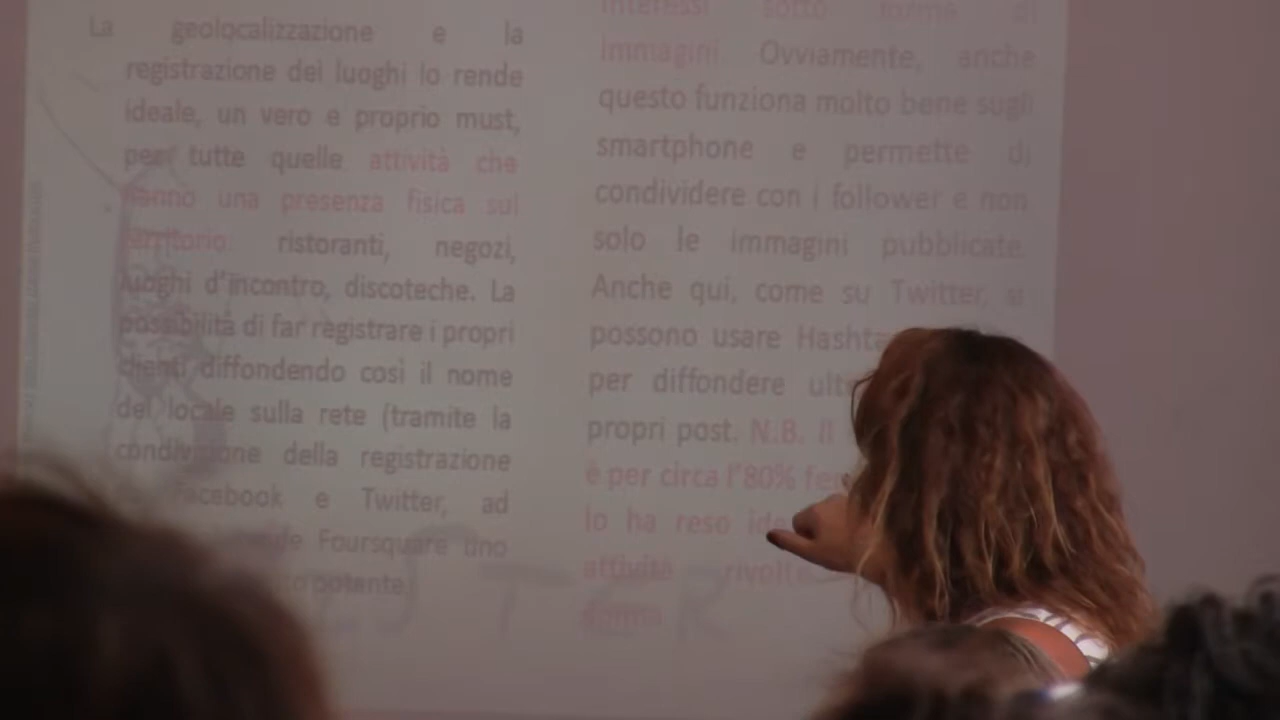 La geolocalizzazione e la
registrazione dei luoghi lo rende
ideale, un vero e proprio must,
per tutte quelle attività che
hanno una presenza fisica sul
territorio: ristoranti, negozi,
luoghi d'incontro, discoteche. La
possibilità di far registrare i propri
clienti diffondendo così il nome
del locale sulla rete (tramite la
condivisione della registrazione
Facebook e Twitter, ad
Foursquare uno
potente
interessi sotto forma di
immagini. Ovviamente, anche
questo funziona molto bene sugli
smartphone e permette di
condividere con i follower e non
solo le immagini pubblicate.
Anche qui, come su Twitter, si
possono usare Hashta
per diffondere
propri post. N.B. Il
è per circa l'80%
lo ha reso
attività